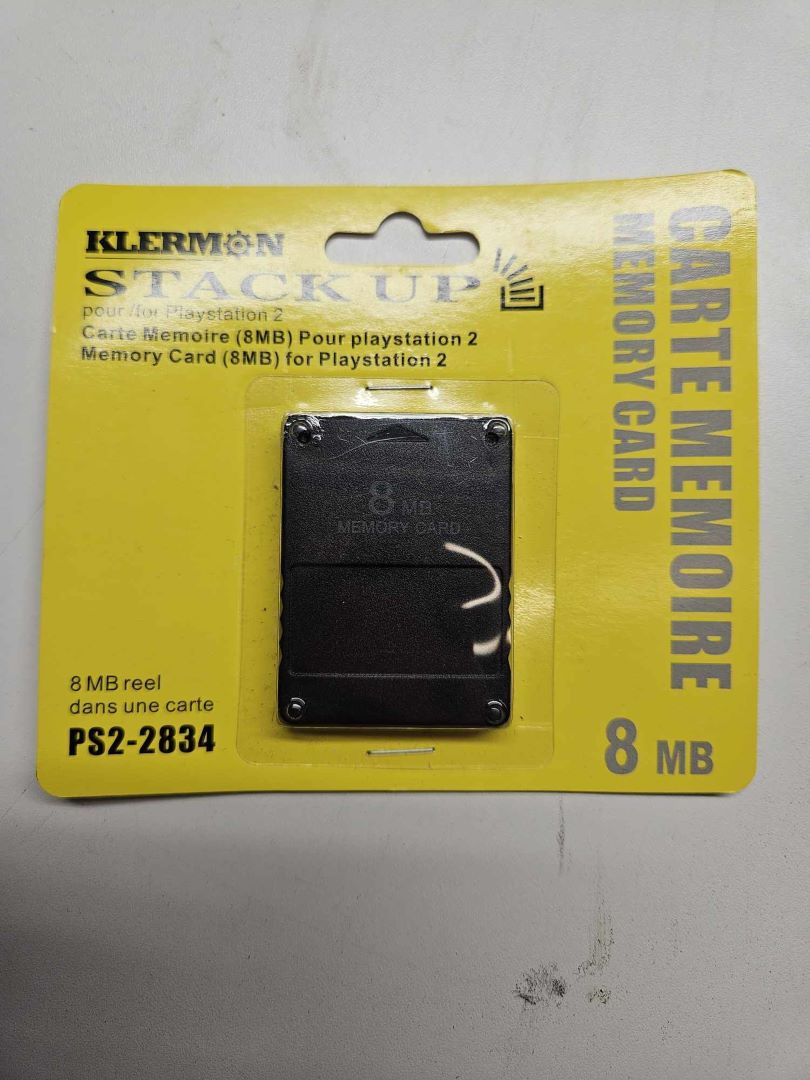 KLERMON
STACK UP
pour /for Playstation 2
Carte Memoire (8MB) Pour playstation 2
Memory Card (8MB) for Playstation 2
8 MB
MEMORY CARD
8 MB reel
dans une carte
PS2-2834
CARTE MEMOIRE
MEMORY CARD
8 MB